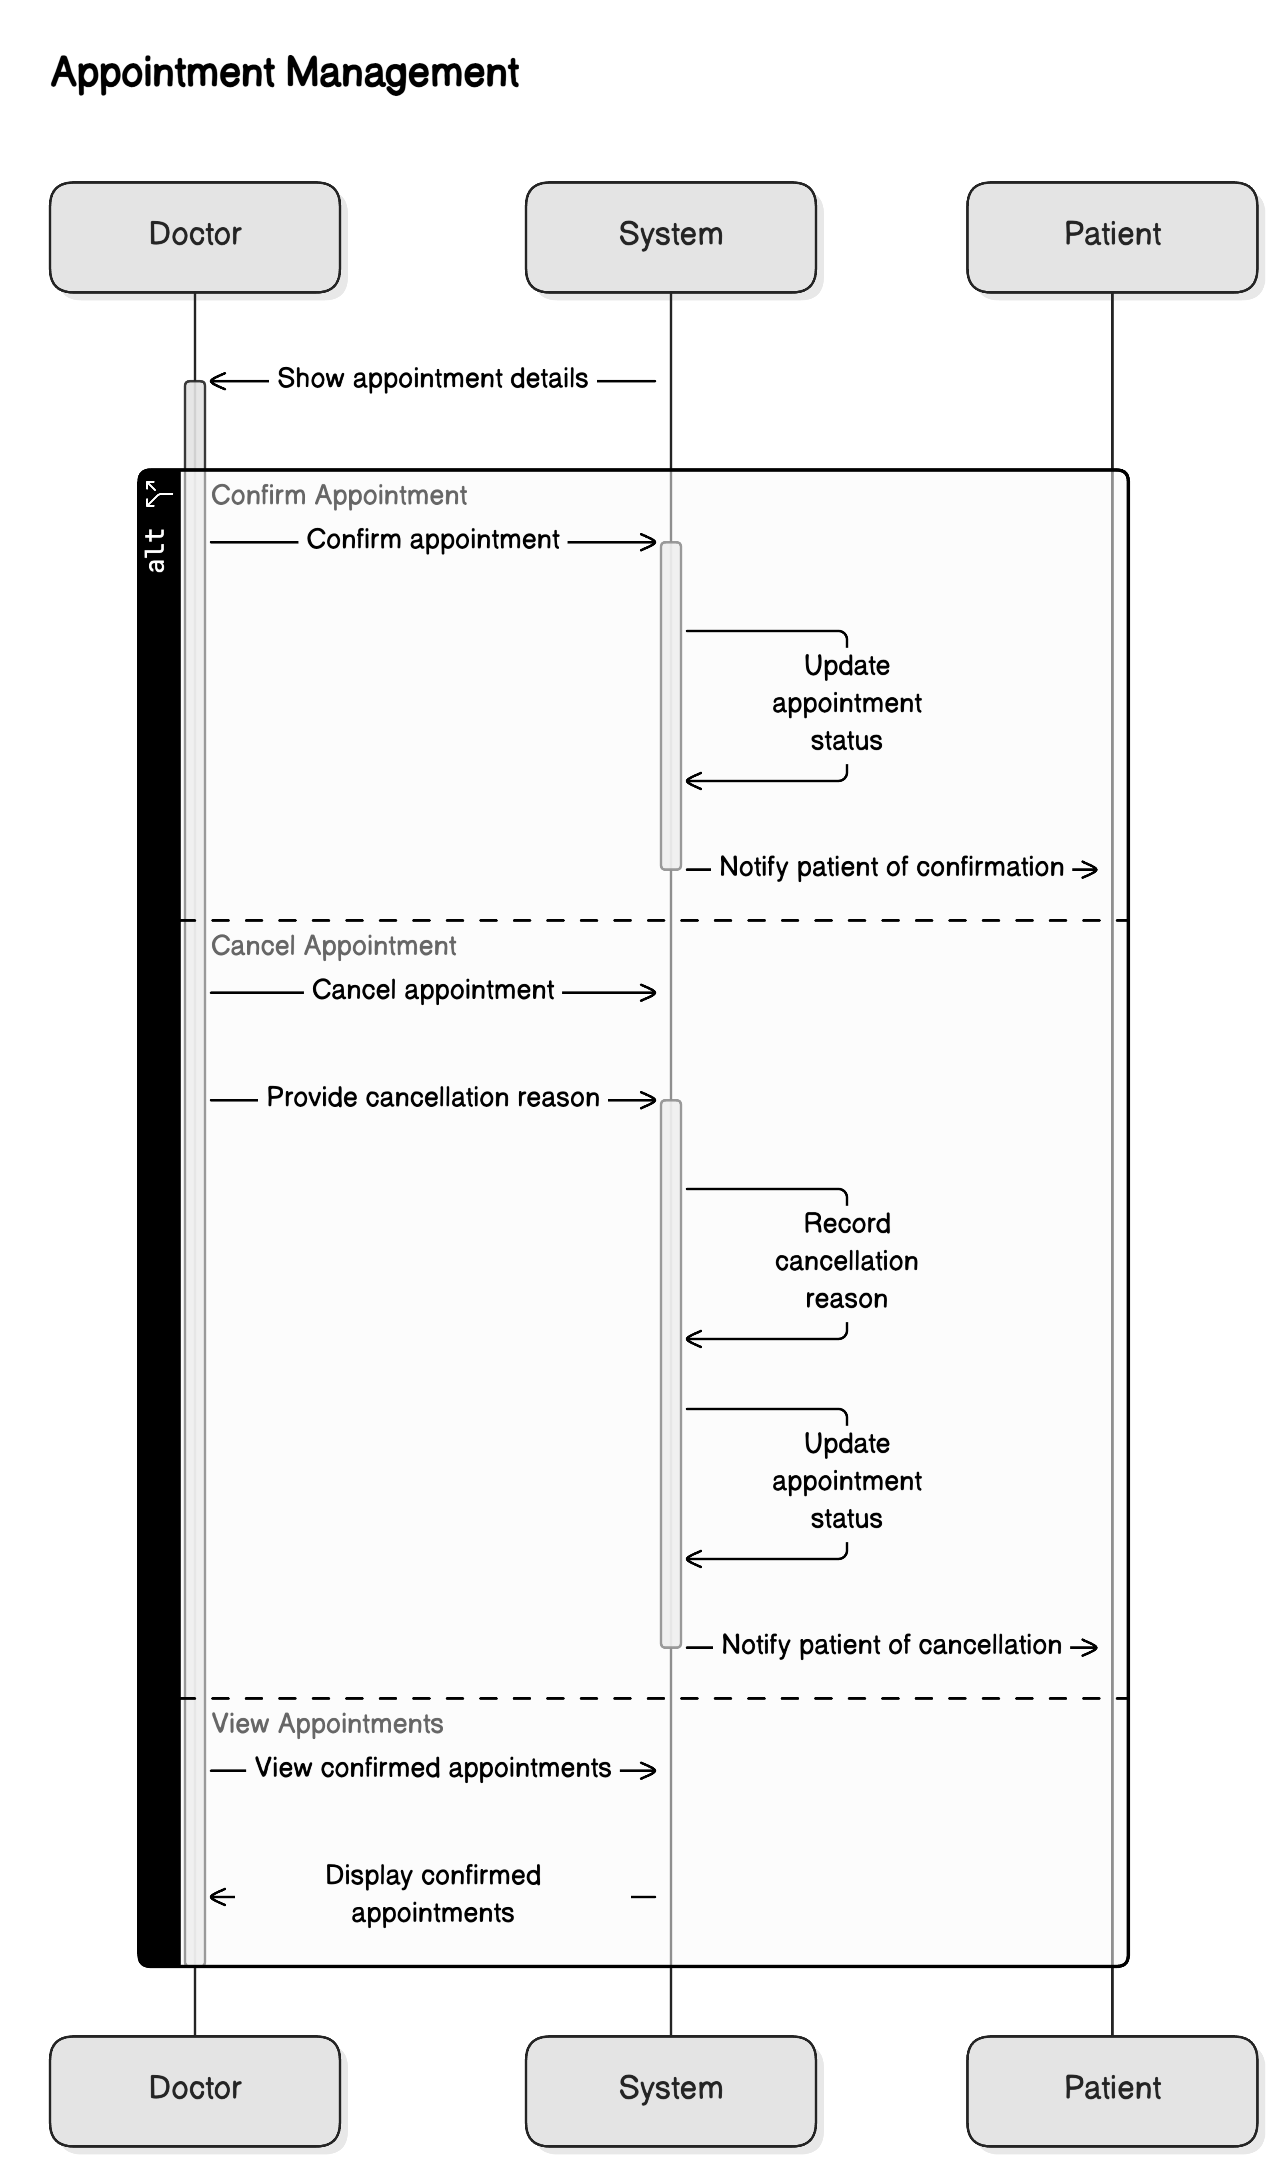 Appointment Management
Doctor
System
Patient
Show appointment details
alt
Confirm Appointment
Confirm appointment
Update
appointment
status
Notify patient of confirmation
Cancel Appointment
Cancel appointment
Provide cancellation reason
Record
cancellation
reason
Update
appointment
status
Notify patient of cancellation
View Appointments
View confirmed appointments
Display confirmed
appointments
Doctor
System
Patient